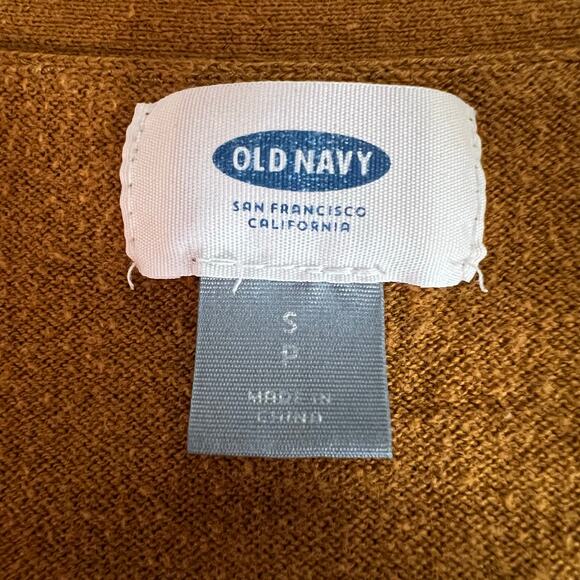 OLD NAVY
SAN FRANCISCO
CALIFORNIA
S
P
MADE IN
CHINA